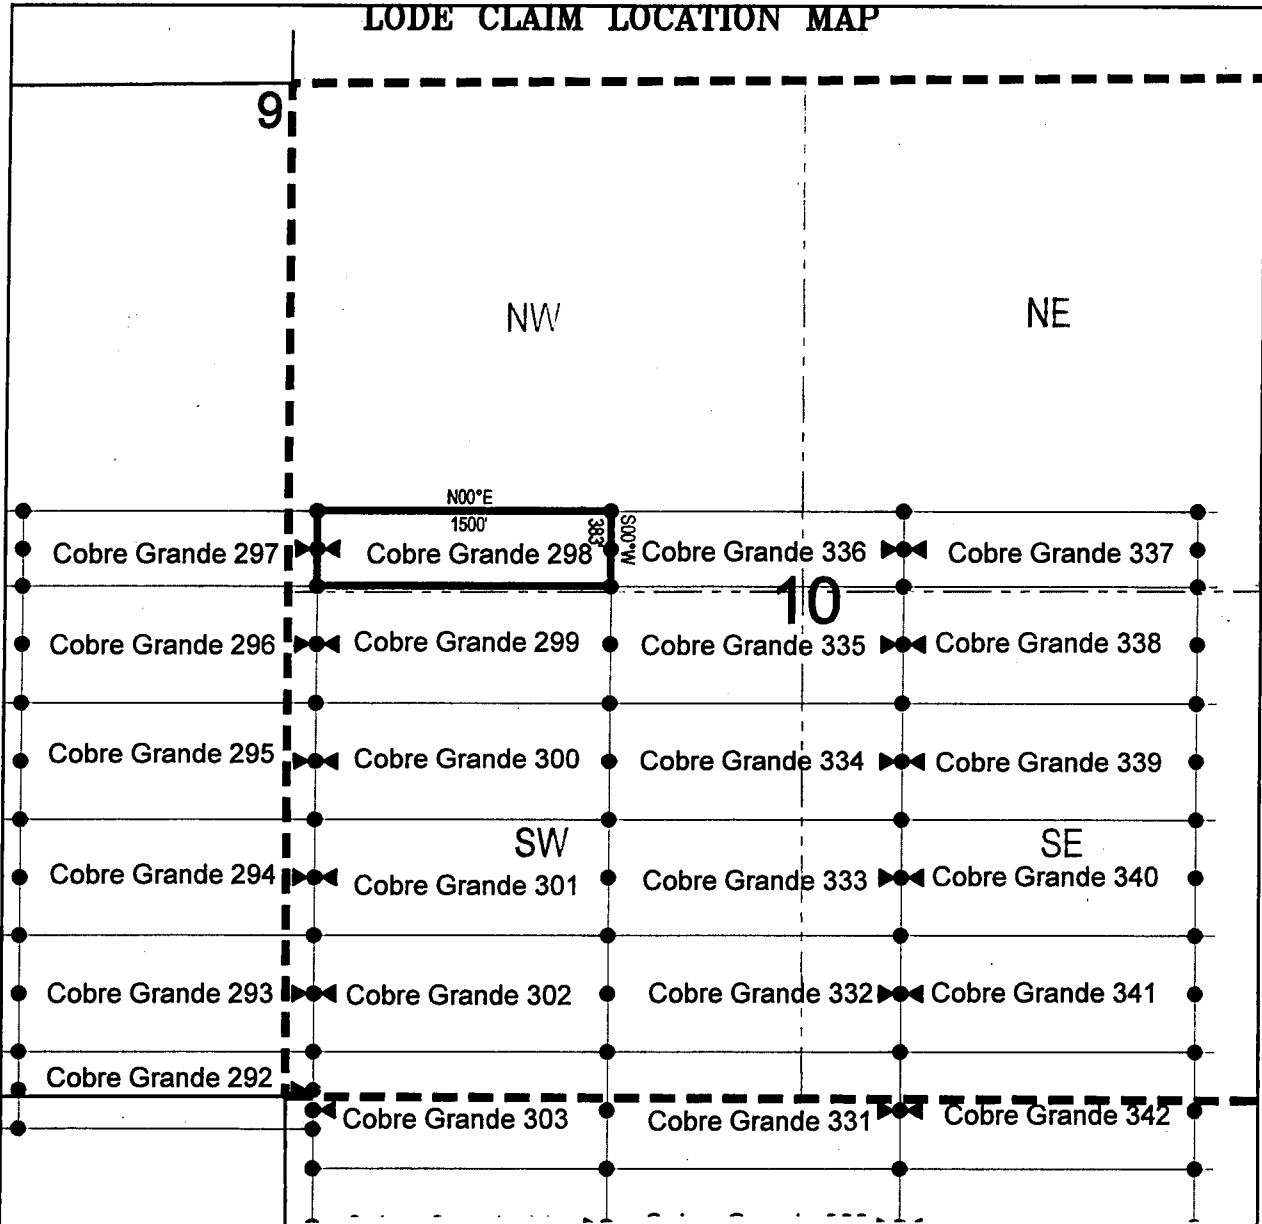 LODE CLAIM LOCATION MAP
9
NW
NE
N00°E
1500'
383'
S00°W
Cobre Grande 297
Cobre Grande 298
Cobre Grande 336
Cobre Grande 337
10
Cobre Grande 296
Cobre Grande 299
Cobre Grande 335
Cobre Grande 338
Cobre Grande 295
Cobre Grande 300
Cobre Grande 334
Cobre Grande 339
SW
SE
Cobre Grande 294
Cobre Grande 301
Cobre Grande 333
Cobre Grande 340
Cobre Grande 293
Cobre Grande 302
Cobre Grande 332
Cobre Grande 341
Cobre Grande 292
Cobre Grande 303
Cobre Grande 331
Cobre Grande 342